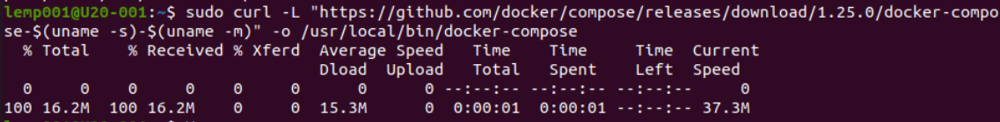 lemp001@U20-001:~$ sudo curl -L "https://github.com/docker/compose/releases/download/1.25.0/docker-compo
se-$(uname -s)-$(uname -m)" -o /usr/local/bin/docker-compose
% Total % Received % Xferd Average Speed Time Time Time Current
Dload Upload Total Spent Left Speed
0 0 0 0 0 0 0 0 --:--:-- --:--:-- --:--:-- 0
100 16.2M 100 16.2M 0 0 15.3M 0 0:00:01 0:00:01 --:--:-- 37.3M